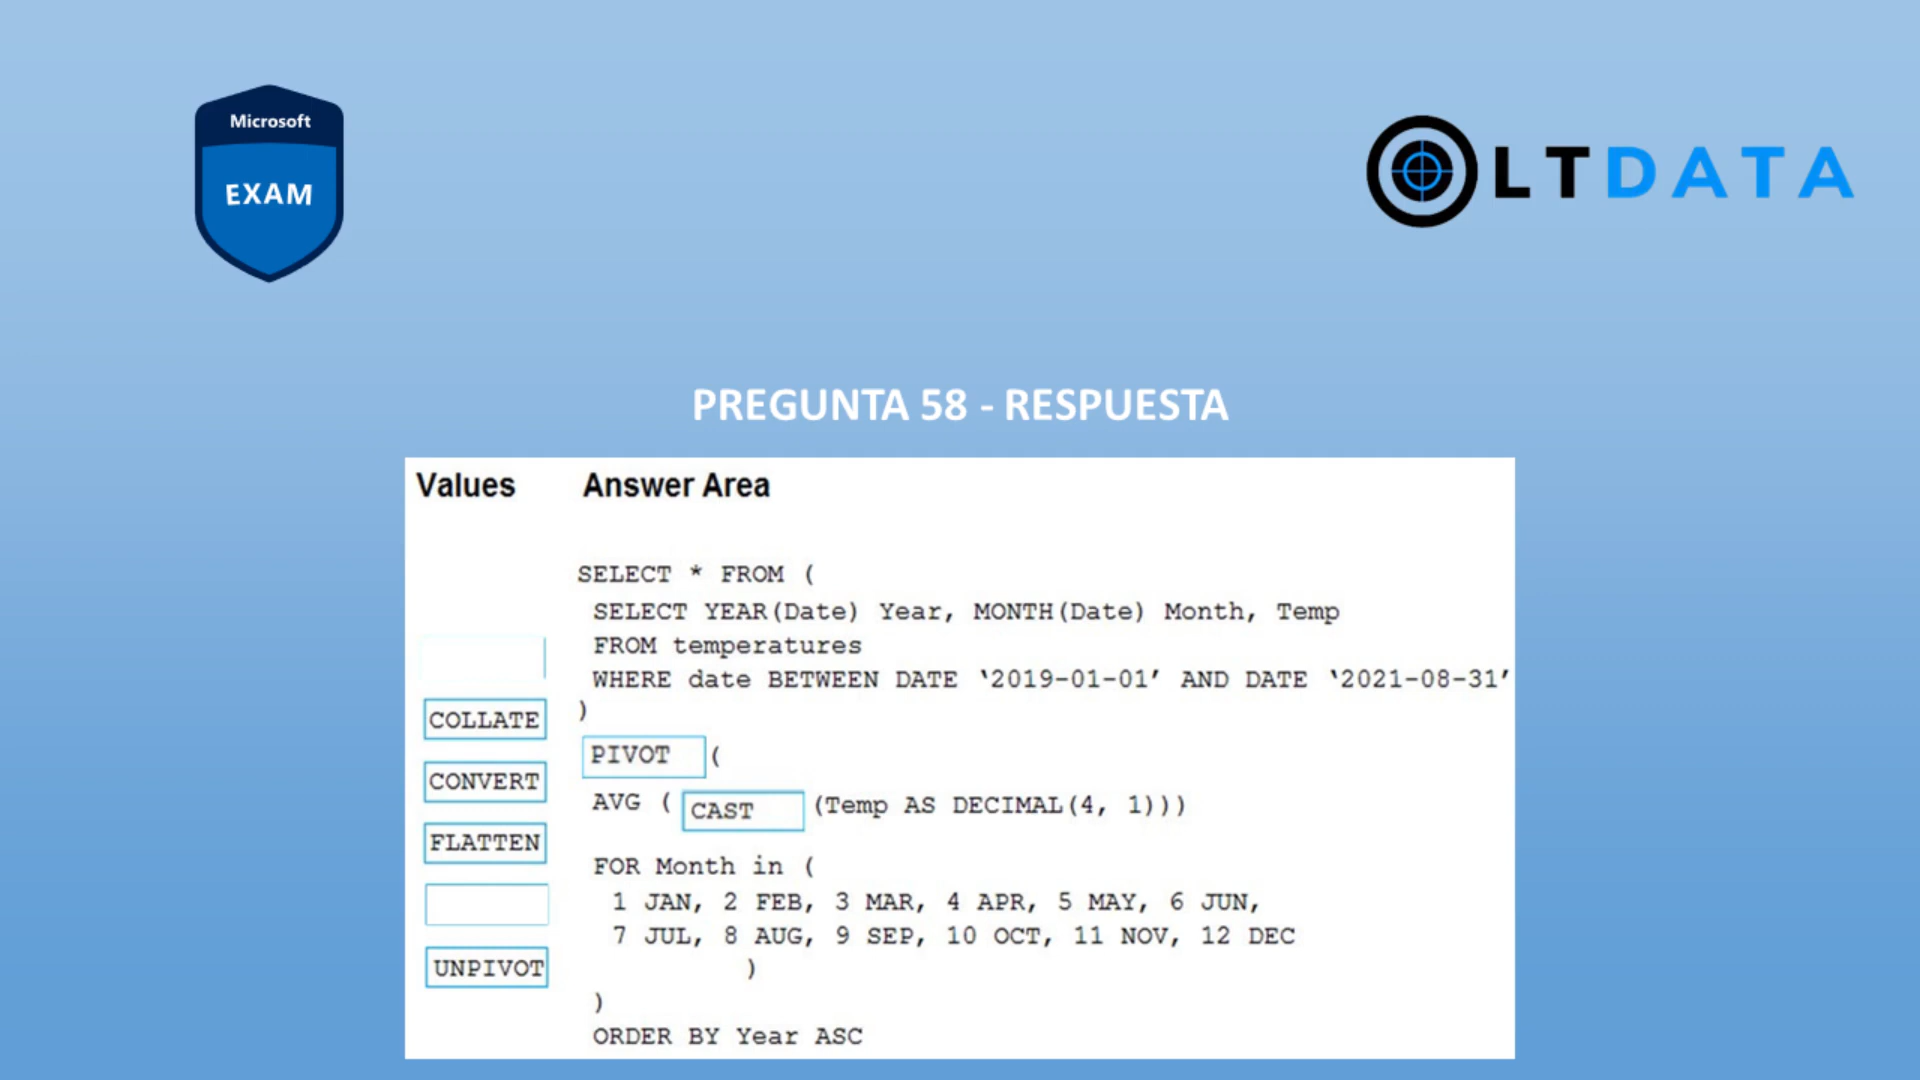 Microsoft
EXAM
LTDATA
PREGUNTA 58 - RESPUESTA
Values
Answer Area
SELECT * FROM (
SELECT YEAR(Date) Year, MONTH(Date) Month, Temp
FROM temperatures
WHERE date BETWEEN DATE ‘2019-01-01’ AND DATE ‘2021-08-31’
)
COLLATE
CONVERT
FLATTEN
UNPIVOT
PIVOT (
AVG ( CAST (Temp AS DECIMAL(4, 1)))
FOR Month in (
1 JAN, 2 FEB, 3 MAR, 4 APR, 5 MAY, 6 JUN,
7 JUL, 8 AUG, 9 SEP, 10 OCT, 11 NOV, 12 DEC
)
)
ORDER BY Year ASC